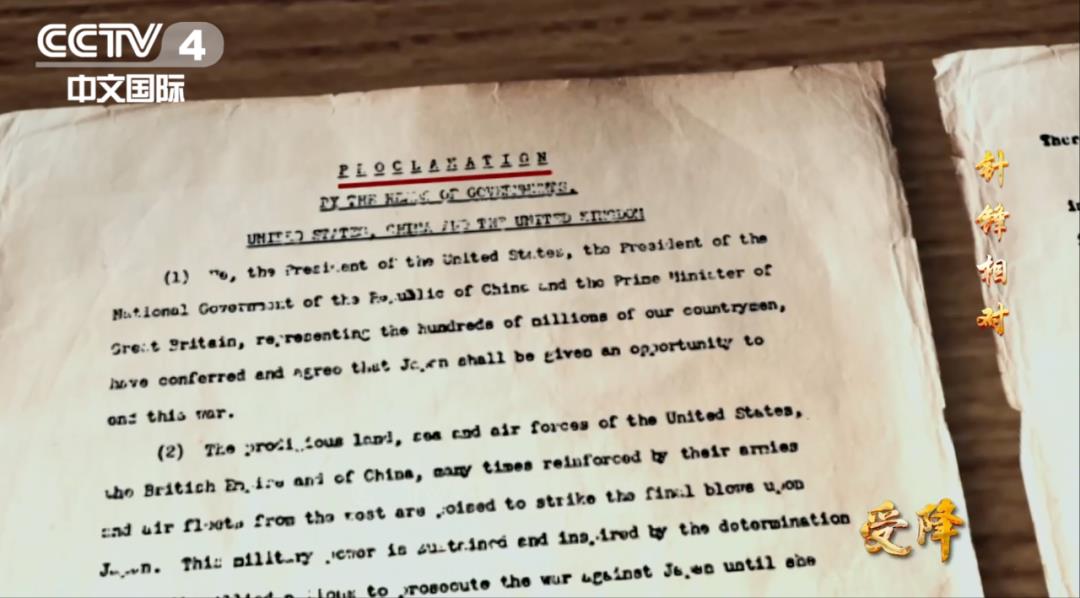 CCTV 4
中文国际
PROCLAMATION
BY THE HEADS OF GOVERNMENTS,
UNITED STATES, CHINA AND THE UNITED KINGDOM
(1) We, the President of the United States, the President of the
National Government of the Republic of China and the Prime Minister of
Great Britain, representing the hundreds of millions of our countrymen,
have conferred and agree that Japan shall be given an opportunity to
end this war.
(2) The prodigious land, sea and air forces of the United States,
the British Empire and of China, many times reinforced by their armies
and air fleets from the west are poised to strike the final blows upon
Japan. This military power is sustained and inspired by the determination
to prosecute the war against Japan until she
Ther
in
针锋相对
受降